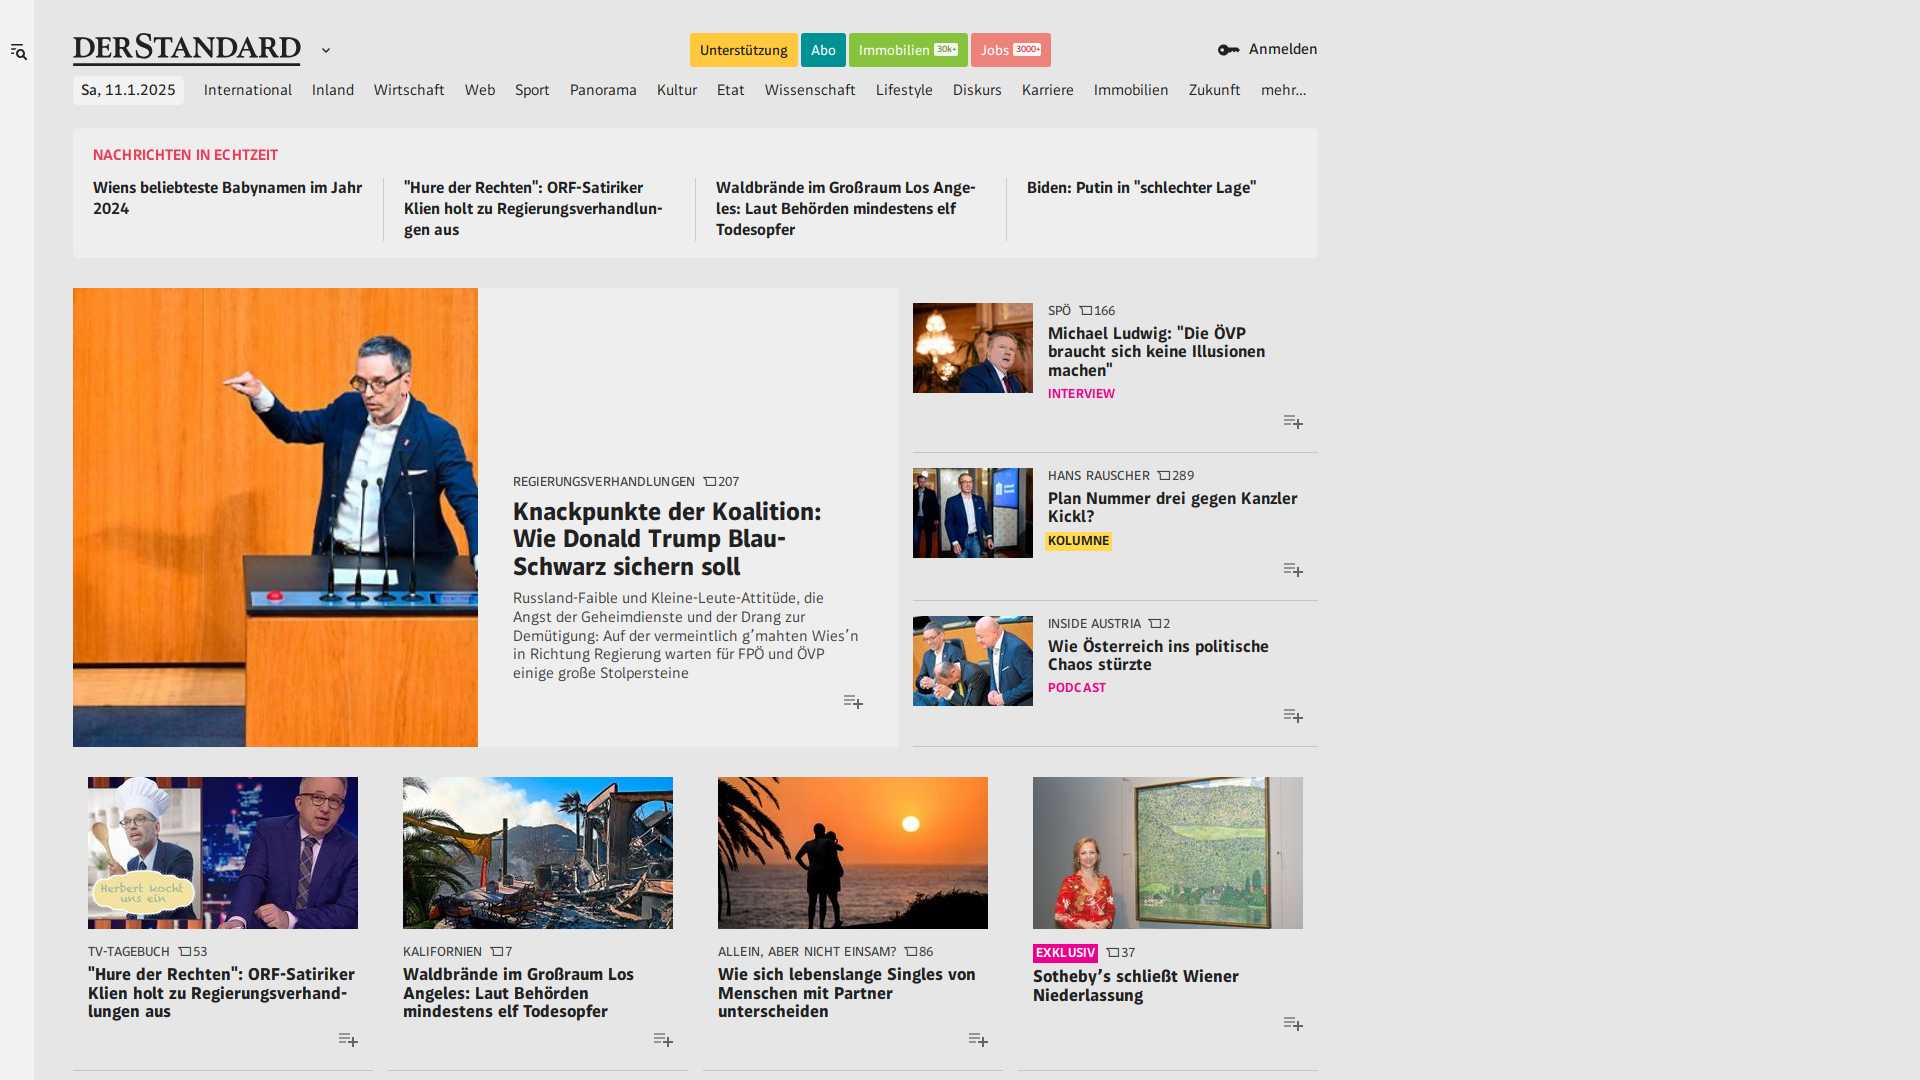 DERSTANDARD
Unterstützung
Abo
Immobilien 30k+
Jobs 3000+
Anmelden
Sa, 11.1.2025
International
Inland
Wirtschaft
Web
Sport
Panorama
Kultur
Etat
Wissenschaft
Lifestyle
Diskurs
Karriere
Immobilien
Zukunft
mehr...
NACHRICHTEN IN ECHTZEIT
Wiens beliebteste Babynamen im Jahr
2024
"Hure der Rechten": ORF-Satiriker
Klien holt zu Regierungsverhandlun-
gen aus
Waldbrände im Großraum Los Ange-
les: Laut Behörden mindestens elf
Todesopfer
Biden: Putin in "schlechter Lage"
REGIERUNGSVERHANDLUNGEN 207
Knackpunkte der Koalition:
Wie Donald Trump Blau-
Schwarz sichern soll
Russland-Faible und Kleine-Leute-Attitüde, die
Angst der Geheimdienste und der Drang zur
Demütigung: Auf der vermeintlich g’mahten Wies’n
in Richtung Regierung warten für FPÖ und ÖVP
einige große Stolpersteine
SPÖ 166
Michael Ludwig: "Die ÖVP
braucht sich keine Illusionen
machen"
INTERVIEW
HANS RAUSCHER 289
Plan Nummer drei gegen Kanzler
Kickl?
KOLUMNE
INSIDE AUSTRIA 2
Wie Österreich ins politische
Chaos stürzte
PODCAST
Herbert kocht
uns ein
TV-TAGEBUCH 53
"Hure der Rechten": ORF-Satiriker
Klien holt zu Regierungsverhand-
lungen aus
KALIFORNIEN 7
Waldbrände im Großraum Los
Angeles: Laut Behörden
mindestens elf Todesopfer
ALLEIN, ABER NICHT EINSAM? 86
Wie sich lebenslange Singles von
Menschen mit Partner
unterscheiden
EXKLUSIV 37
Sotheby’s schließt Wiener
Niederlassung